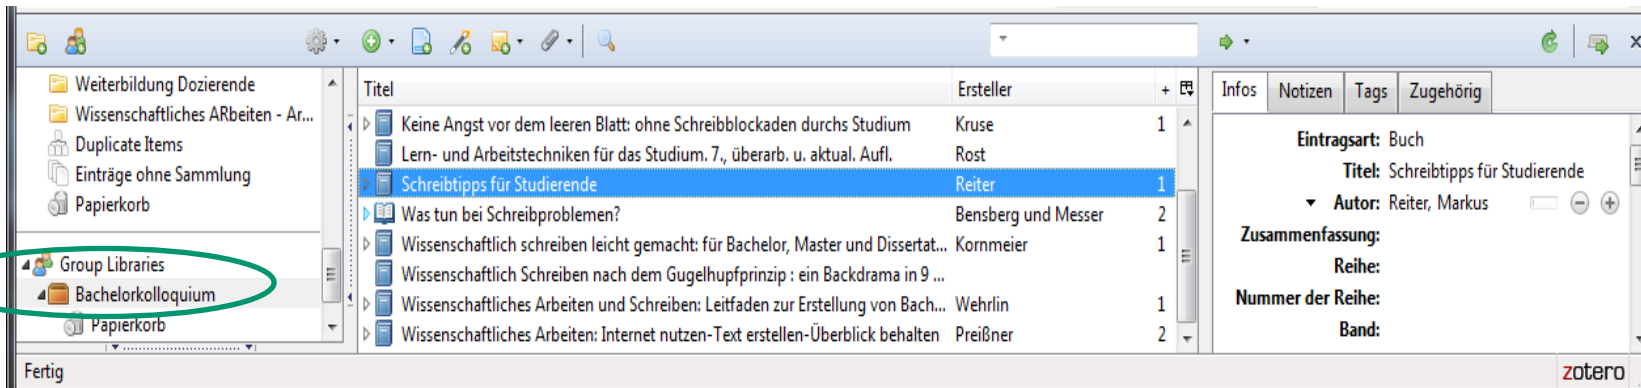 Weiterbildung Dozierende
Wissenschaftliches ARbeiten - Ar...
Duplicate Items
Einträge ohne Sammlung
Papierkorb
Group Libraries
Bachelorkolloquium
Papierkorb
Titel Ersteller +
Keine Angst vor dem leeren Blatt: ohne Schreibblockaden durchs Studium Kruse 1
Lern- und Arbeitstechniken für das Studium. 7., überarb. u. aktual. Aufl. Rost
Schreibtipps für Studierende Reiter 1
Was tun bei Schreibproblemen? Bensberg und Messer 2
Wissenschaftlich schreiben leicht gemacht: für Bachelor, Master und Dissertat... Kornmeier 1
Wissenschaftlich Schreiben nach dem Gugelhupfprinzip : ein Backdrama in 9 ...
Wissenschaftliches Arbeiten und Schreiben: Leitfaden zur Erstellung von Bach... Wehrlin 1
Wissenschaftliches Arbeiten: Internet nutzen-Text erstellen-Überblick behalten Preißner 2
Infos Notizen Tags Zugehörig
Eintragsart: Buch
Titel: Schreibtipps für Studierende
Autor: Reiter, Markus
Zusammenfassung:
Reihe:
Nummer der Reihe:
Band:
Fertig
zotero